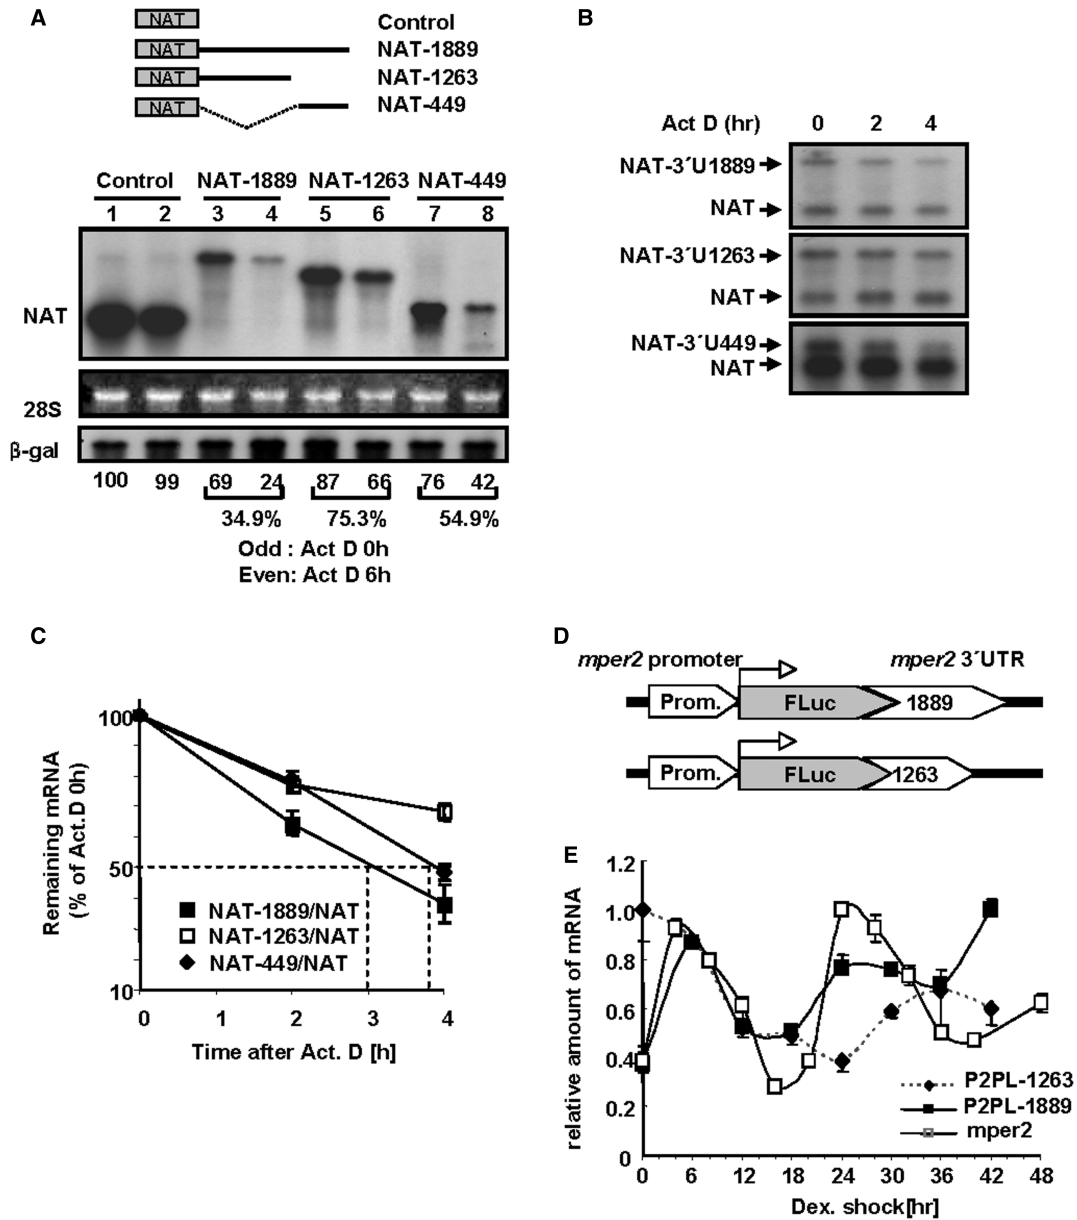 A
NAT Control
NAT NAT-1889
NAT NAT-1263
NAT NAT-449
Control NAT-1889 NAT-1263 NAT-449
1 2 3 4 5 6 7 8
NAT
28S
β-gal
100 99 69 24 87 66 76 42
34.9% 75.3% 54.9%
Odd : Act D 0h
Even: Act D 6h
B
Act D (hr) 0 2 4
NAT-3´U1889
NAT
NAT-3´U1263
NAT
NAT-3´U449
NAT
C
Remaining mRNA
(% of Act.D 0h)
100
50
10
NAT-1889/NAT
NAT-1263/NAT
NAT-449/NAT
0 1 2 3 4
Time after Act. D [h]
D
mper2 promoter mper2 3´UTR
Prom. FLuc 1889
Prom. FLuc 1263
E
relative amount of mRNA
1.2
1.0
0.8
0.6
0.4
0.2
0
P2PL-1263
P2PL-1889
mper2
0 6 12 18 24 30 36 42 48
Dex. shock[hr]